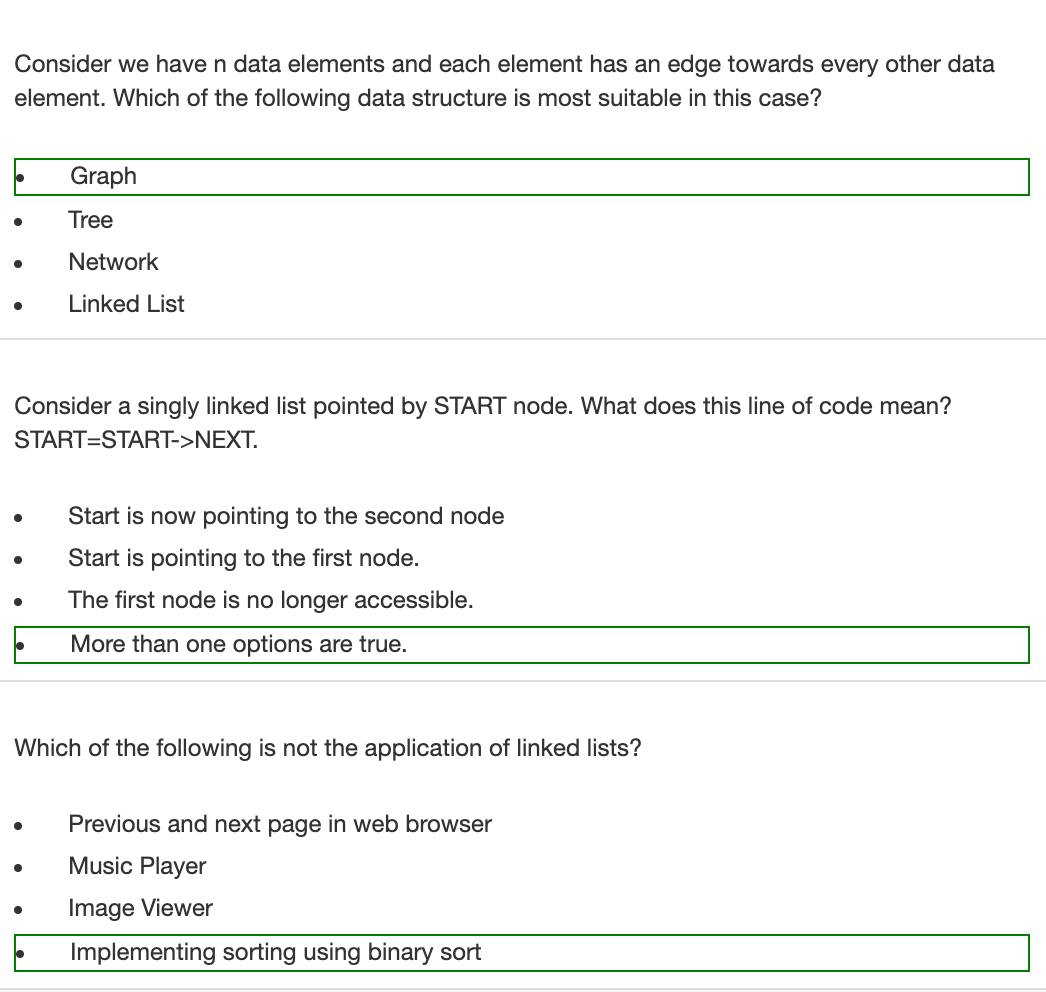 Consider we have n data elements and each element has an edge towards every other data
element. Which of the following data structure is most suitable in this case?
Graph
Tree
Network
Linked List
Consider a singly linked list pointed by START node. What does this line of code mean?
START=START->NEXT.
Start is now pointing to the second node
Start is pointing to the first node.
The first node is no longer accessible.
More than one options are true.
Which of the following is not the application of linked lists?
Previous and next page in web browser
Music Player
Image Viewer
Implementing sorting using binary sort